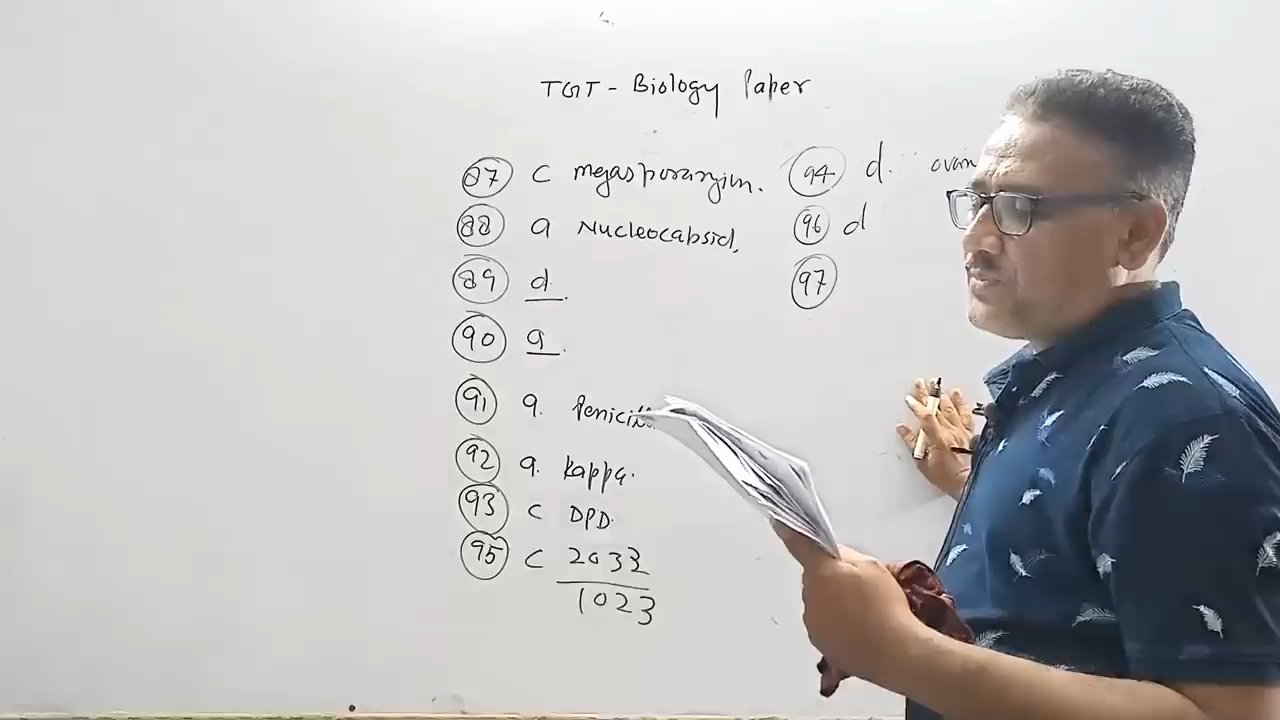 TGT - Biology Paper
87 c megasporangium.
88 a Nucleocabsid,
89 d.
90 a.
91 a.
92 a. Kappa.
93 c DPD.
95 c 2033
1023
94 d.
96 d
97